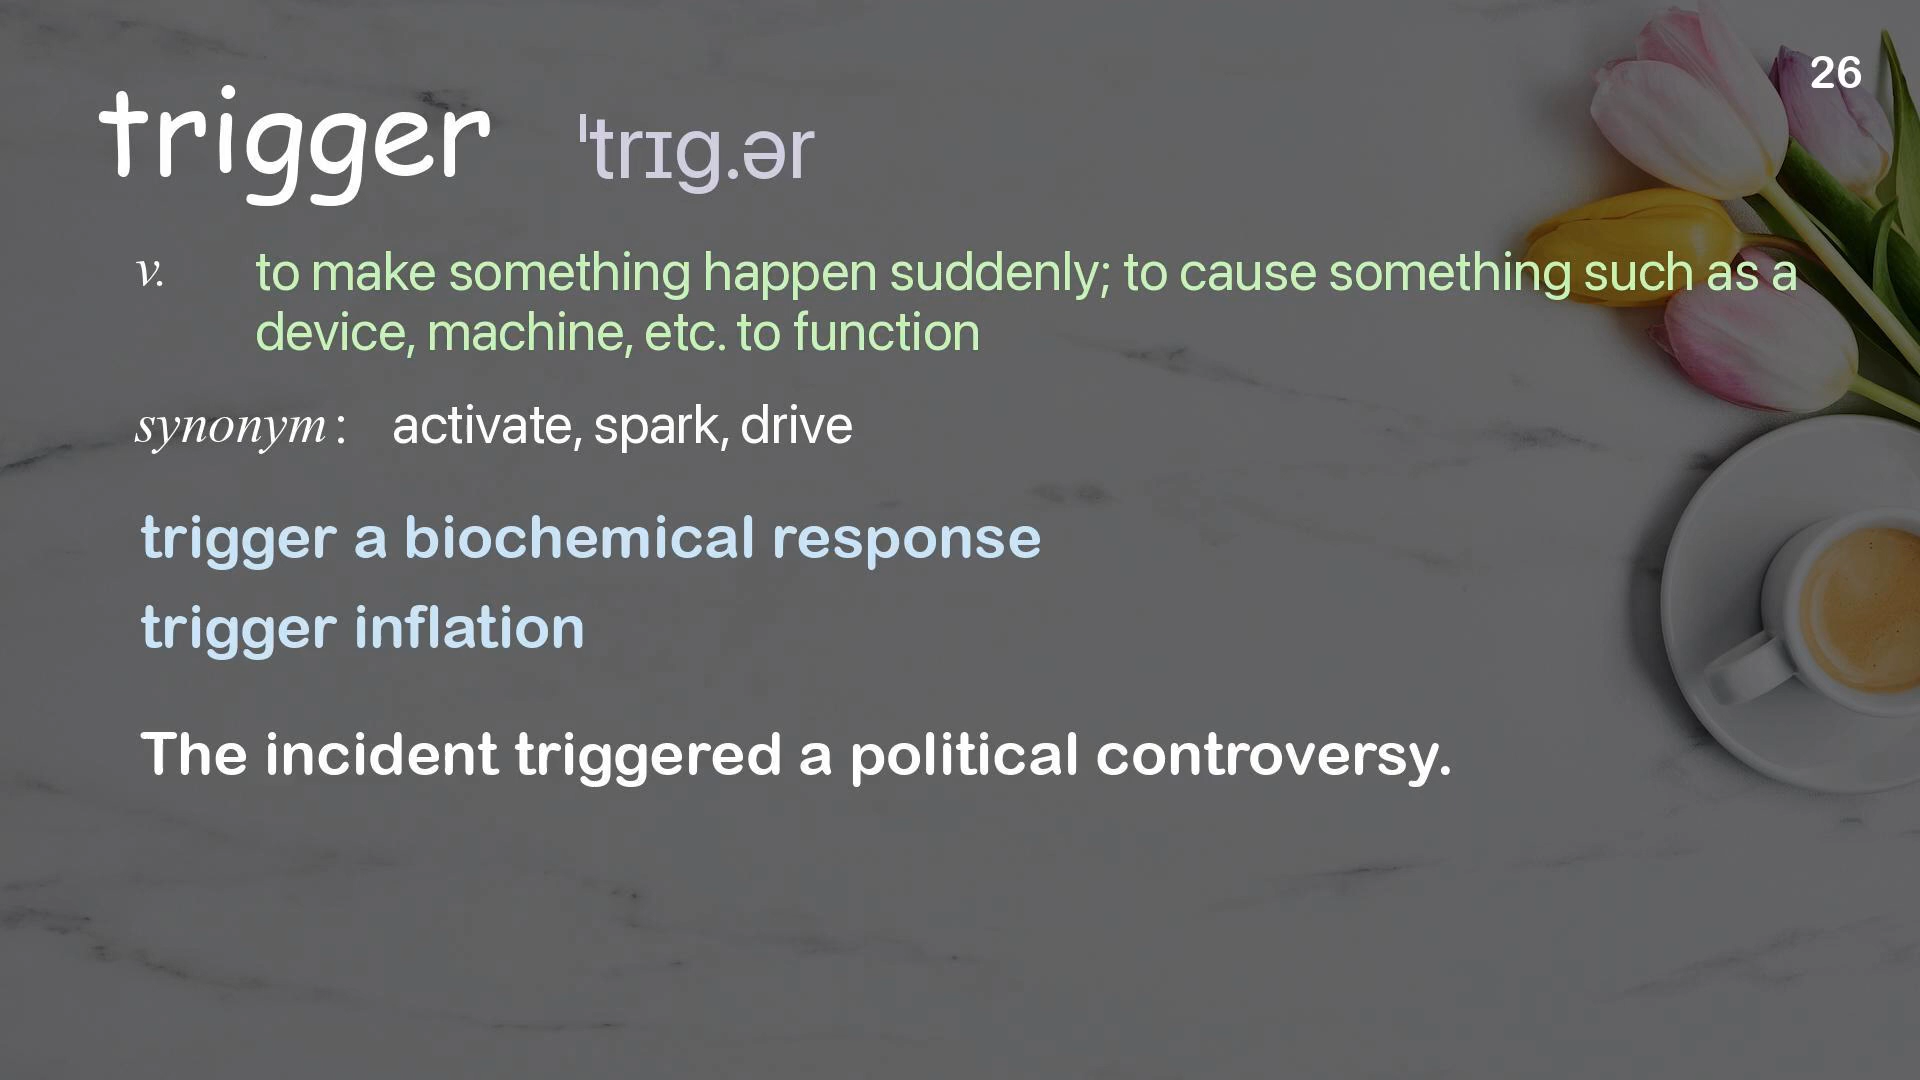 26
trigger ˈtrɪg.ər
v. to make something happen suddenly; to cause something such as a
device, machine, etc. to function
synonym : activate, spark, drive
trigger a biochemical response
trigger inflation
The incident triggered a political controversy.